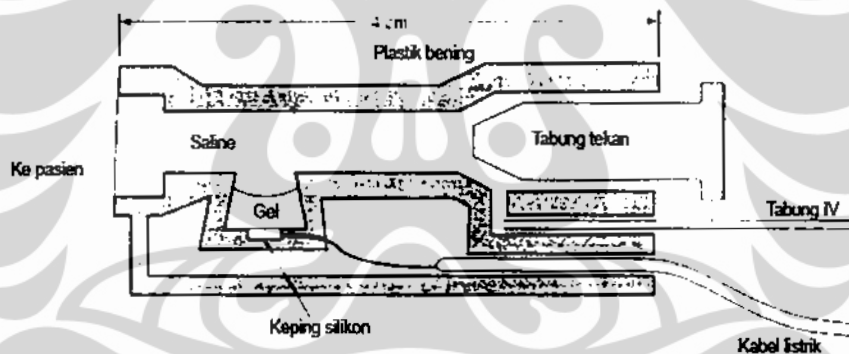 4 cm
Plastik bening
Saline
Tabung tekan
Ke pasien
Gel
Tabung IV
Keping silikon
Kabel listrik